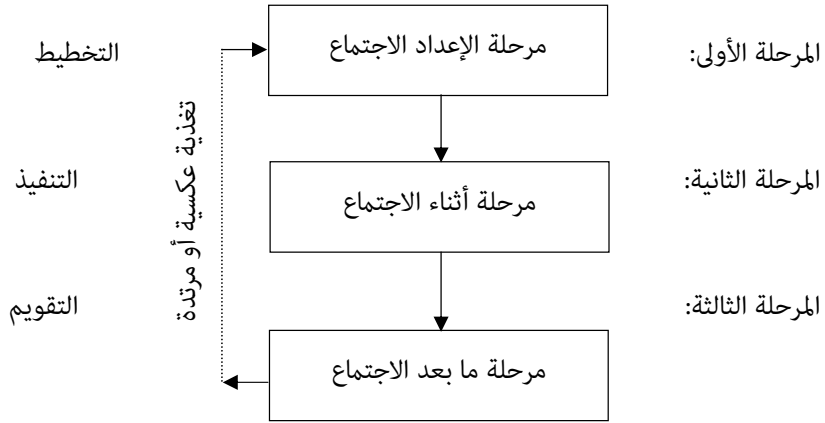 المرحلة الأولى:
مرحلة الإعداد الاجتماع
التخطيط
المرحلة الثانية:
مرحلة أثناء الاجتماع
التنفيذ
المرحلة الثالثة:
مرحلة ما بعد الاجتماع
التقويم
تغذية عكسية أو مرتدة